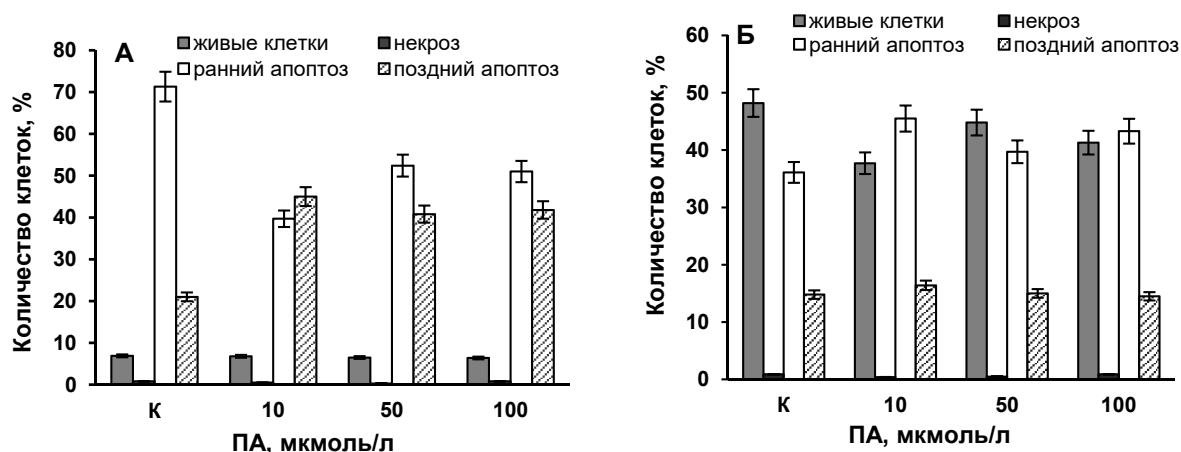 А
живые клетки
некроз
ранний апоптоз
поздний апоптоз
Количество клеток, %
80
70
60
50
40
30
20
10
0
К
10
50
100
ПА, мкмоль/л
Б
живые клетки
некроз
ранний апоптоз
поздний апоптоз
Количество клеток, %
60
50
40
30
20
10
0
К
10
50
100
ПА, мкмоль/л